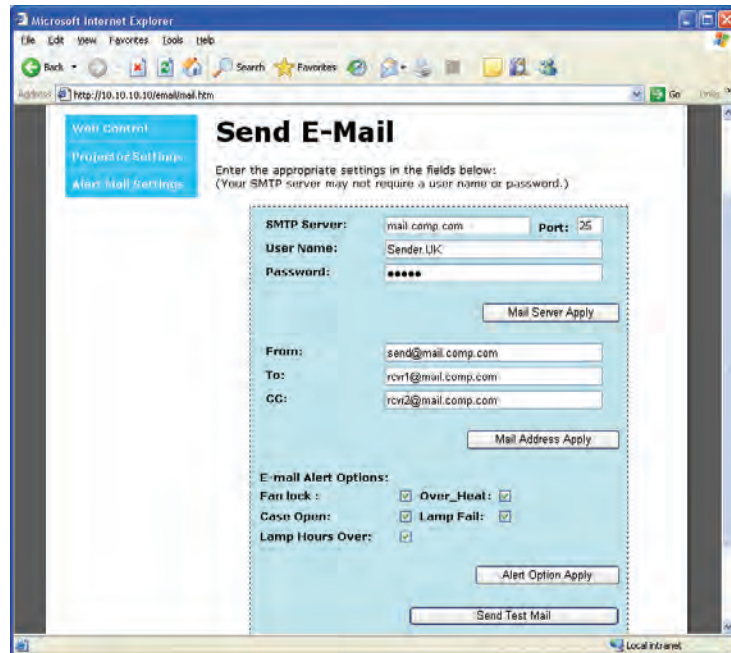 Microsoft Internet Explorer
File Edit View Favorites Tools Help
Back Search Favorites
Address http://10.10.10.10/email/mail.htm Go Links »
Web Control
Projector Settings
Alert Mail Settings
Send E-Mail
Enter the appropriate settings in the fields below:
(Your SMTP server may not require a user name or password.)
SMTP Server: mail.comp.com Port: 25
User Name: Sender.UK
Password: •••••
Mail Server Apply
From: send@mail.comp.com
To: rcvr1@mail.comp.com
CC: rcvr2@mail.comp.com
Mail Address Apply
E-mail Alert Options:
Fan lock : Over_Heat:
Case Open: Lamp Fail:
Lamp Hours Over:
Alert Option Apply
Send Test Mail
Local intranet